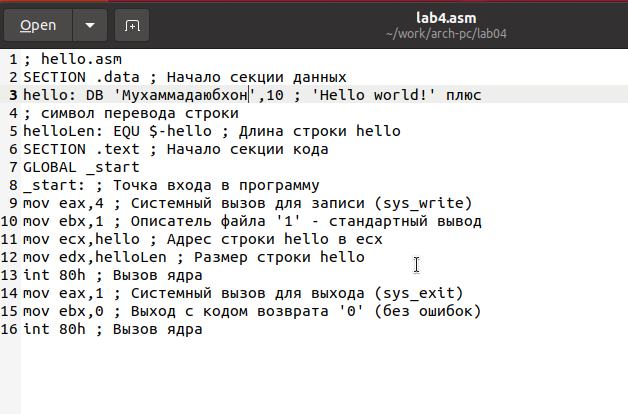 Open
lab4.asm
~/work/arch-pc/lab04
1 ; hello.asm
2 SECTION .data ; Начало секции данных
3 hello: DB 'Мухаммадаюбхон',10 ; 'Hello world!' плюс
4 ; символ перевода строки
5 helloLen: EQU $-hello ; Длина строки hello
6 SECTION .text ; Начало секции кода
7 GLOBAL _start
8 _start: ; Точка входа в программу
9 mov eax,4 ; Системный вызов для записи (sys_write)
10 mov ebx,1 ; Описатель файла '1' - стандартный вывод
11 mov ecx,hello ; Адрес строки hello в ecx
12 mov edx,helloLen ; Размер строки hello
13 int 80h ; Вызов ядра
14 mov eax,1 ; Системный вызов для выхода (sys_exit)
15 mov ebx,0 ; Выход с кодом возврата '0' (без ошибок)
16 int 80h ; Вызов ядра